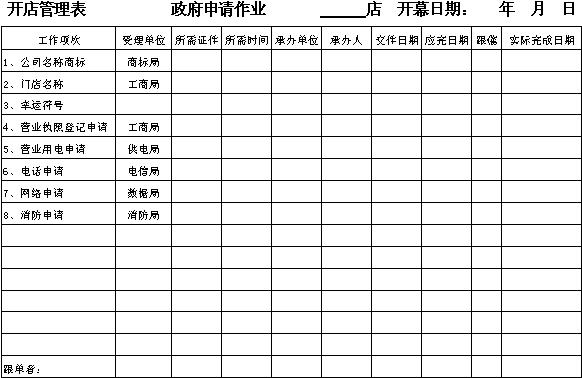 开店管理表 政府申请作业 _____店 开幕日期： 年 月 日
工作项次 受理单位 所需证件 所需时间 承办单位 承办人 交件日期 应完日期 跟催 实际完成日期
1、公司名称商标 商标局
2、门店名称 工商局
3、幸运符号
4、营业执照登记申请 工商局
5、营业用电申请 供电局
6、电话申请 电信局
7、网络申请 数据局
8、消防申请 消防局
跟单者：